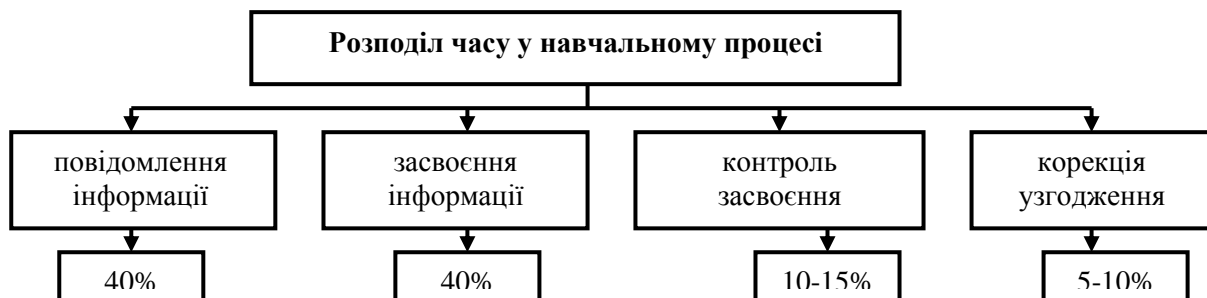 Розподіл часу у навчальному процесі
повідомлення
інформації
засвоєння
інформації
контроль
засвоєння
корекція
узгодження
40%
40%
10-15%
5-10%